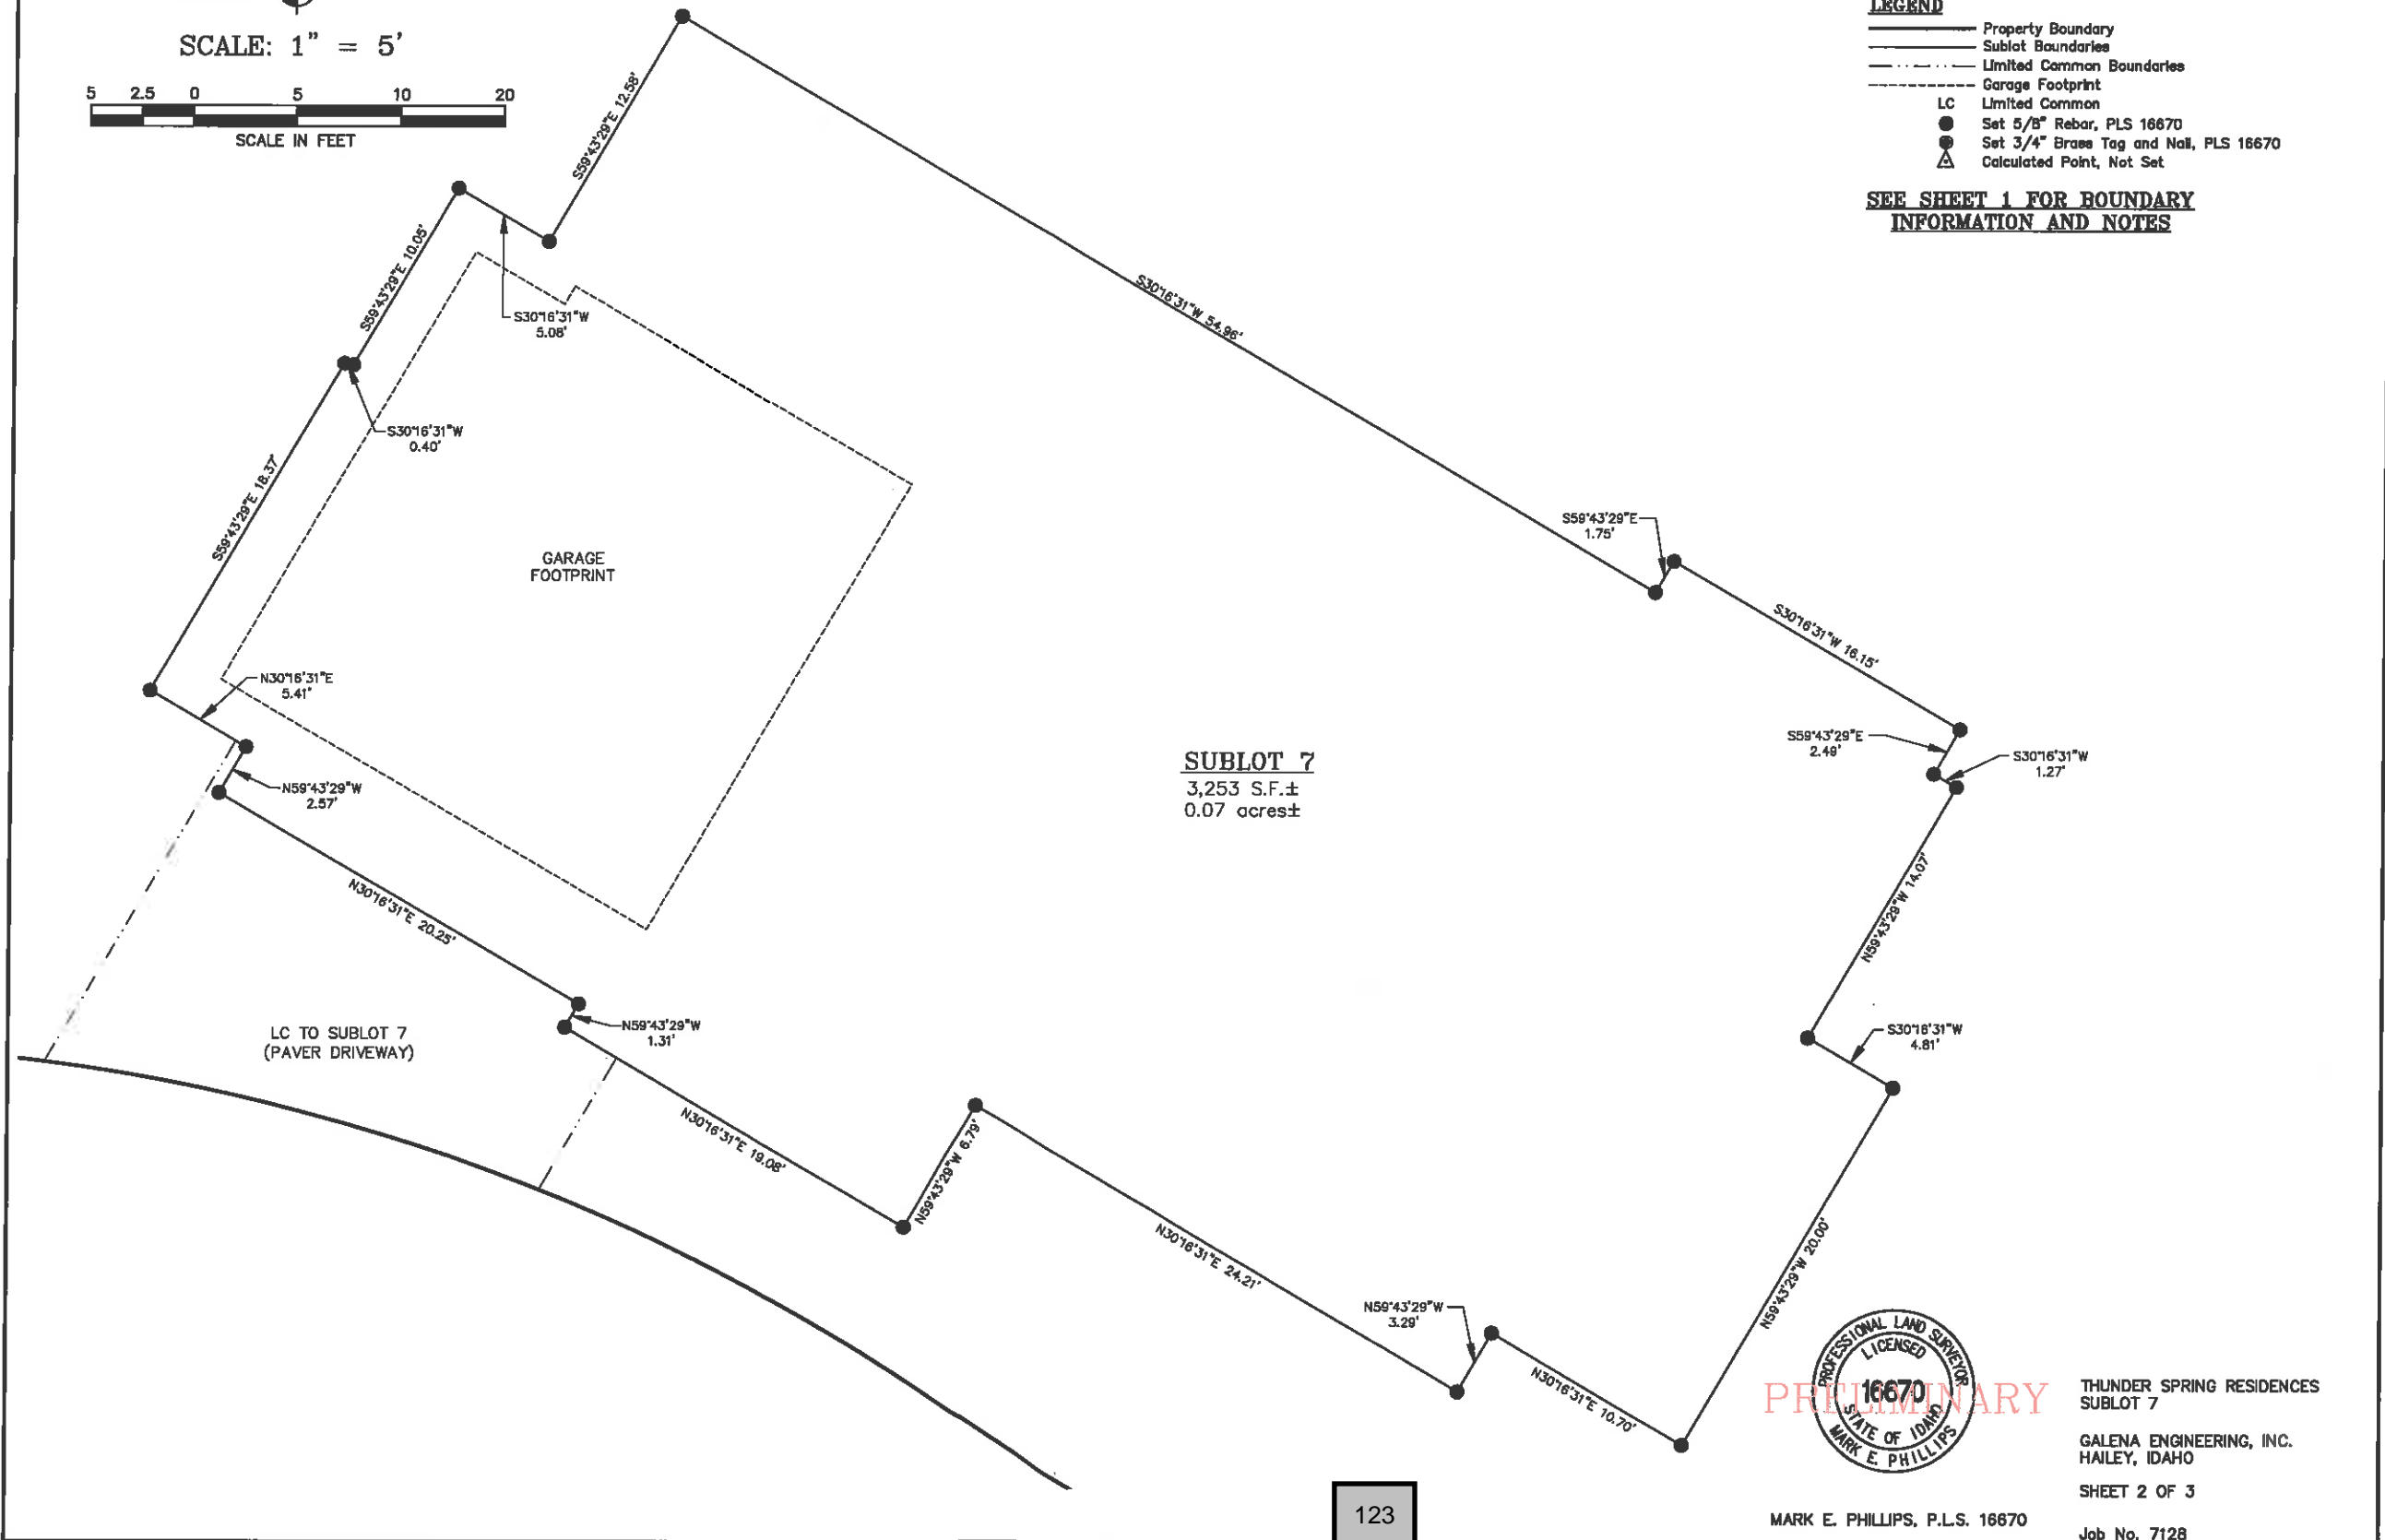 SCALE: 1" = 5'
5 2.5 0 5 10 20
SCALE IN FEET
LEGEND
Property Boundary
Sublot Boundaries
Limited Common Boundaries
Garage Footprint
LC Limited Common
Set 5/8" Rebar, PLS 16670
Set 3/4" Brass Tag and Nail, PLS 16670
Calculated Point, Not Set
SEE SHEET 1 FOR BOUNDARY
INFORMATION AND NOTES
S59°43'29"E 12.58'
S30°16'31"W
5.08'
S59°43'29"E 10.05'
S30°16'31"W
0.40'
S59°43'29"E 18.37'
S30°16'31"W 54.96'
GARAGE
FOOTPRINT
S59°43'29"E
1.75'
S30°16'31"W 16.15'
N30°16'31"E
5.41'
N59°43'29"W
2.57'
SUBLOT 7
3,253 S.F.±
0.07 acres±
S59°43'29"E
2.49'
S30°16'31"W
1.27'
N30°16'31"E 20.25'
N59°43'29"W 14.07'
N59°43'29"W
1.31'
LC TO SUBLOT 7
(PAVER DRIVEWAY)
S30°16'31"W
4.81'
N30°16'31"E 19.08'
N59°43'29"W 6.79'
N30°16'31"E 24.21'
N59°43'29"W 20.00'
N59°43'29"W
3.29'
N30°16'31"E 10.70'
PROFESSIONAL LAND SURVEYOR
LICENSED
16670
STATE OF IDAHO
MARK E. PHILLIPS
PRELIMINARY
THUNDER SPRING RESIDENCES
SUBLOT 7
GALENA ENGINEERING, INC.
HAILEY, IDAHO
SHEET 2 OF 3
MARK E. PHILLIPS, P.L.S. 16670
Job No. 7128
123